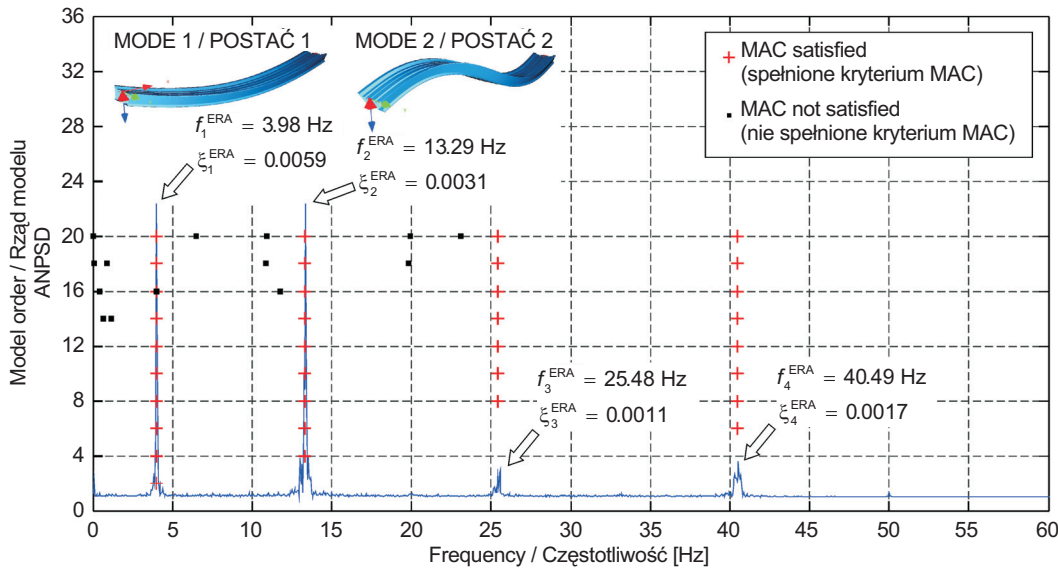 MODE 1 / POSTAĆ 1
MODE 2 / POSTAĆ 2
MAC satisfied
(spełnione kryterium MAC)
MAC not satisfied
(nie spełnione kryterium MAC)
f₁ᴱᴿᴬ = 3.98 Hz
ξ₁ᴱᴿᴬ = 0.0059
f₂ᴱᴿᴬ = 13.29 Hz
ξ₂ᴱᴿᴬ = 0.0031
f₃ᴱᴿᴬ = 25.48 Hz
ξ₃ᴱᴿᴬ = 0.0011
f₄ᴱᴿᴬ = 40.49 Hz
ξ₄ᴱᴿᴬ = 0.0017
Model order / Rząd modelu
ANPSD
36
32
28
24
20
16
12
8
4
0
0 5 10 15 20 25 30 35 40 45 50 55 60
Frequency / Częstotliwość [Hz]